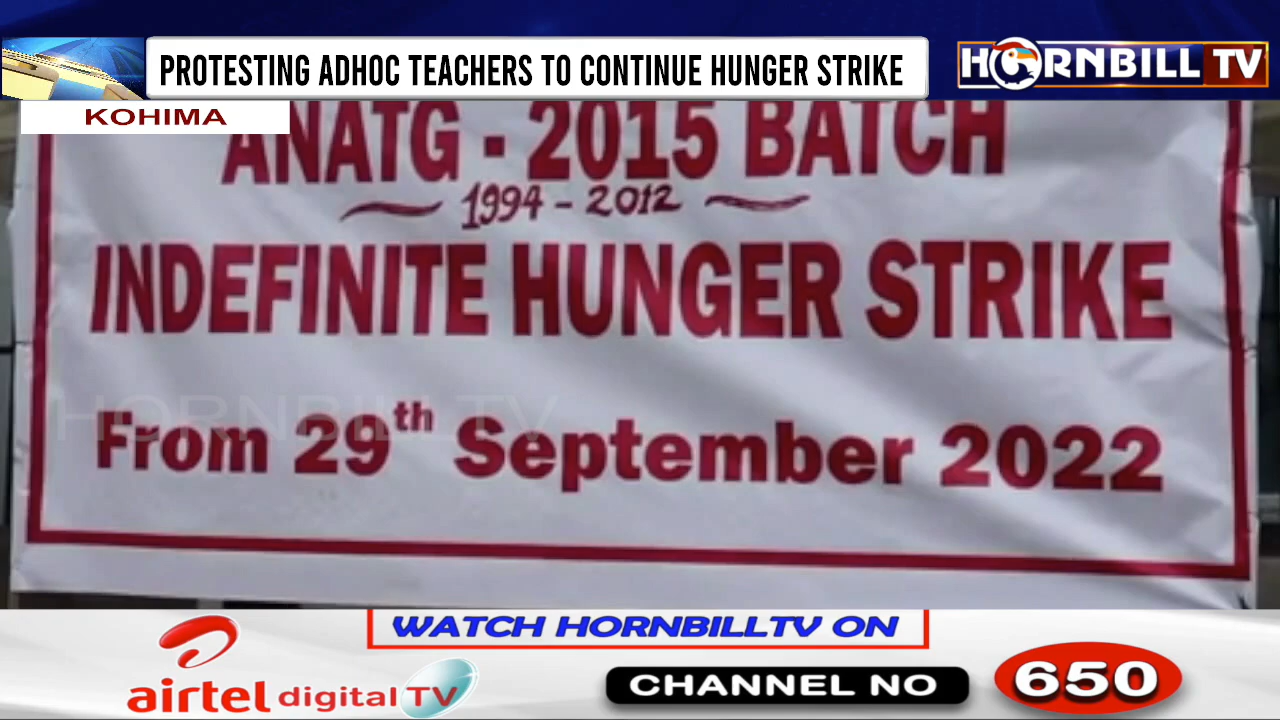 PROTESTING ADHOC TEACHERS TO CONTINUE HUNGER STRIKE
HORNBILL TV
KOHIMA
ANATG - 2015 BATCH
1994 - 2012
INDEFINITE HUNGER STRIKE
HORNBILLTV
From 29th September 2022
WATCH HORNBILLTV ON
airtel digital TV
CHANNEL NO
650